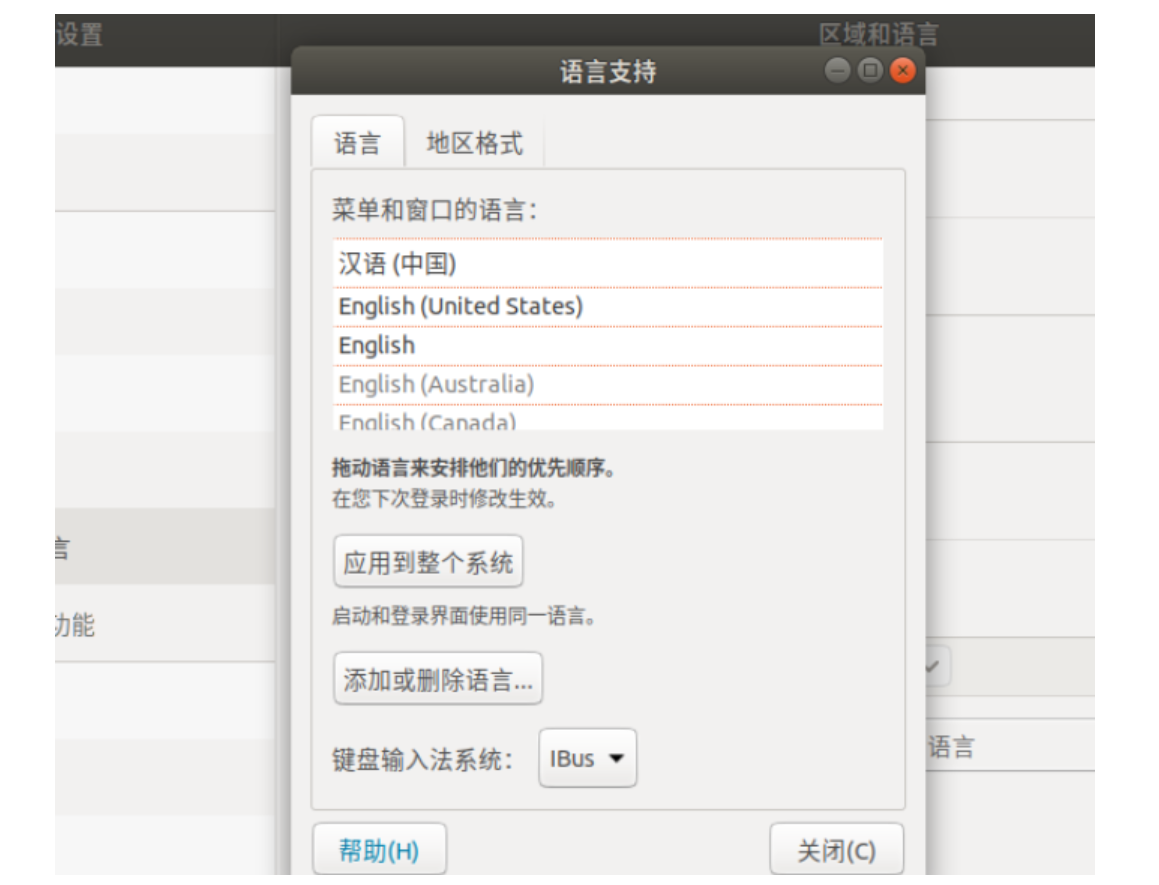 设置
区域和语言
语言支持
语言
地区格式
菜单和窗口的语言：
汉语 (中国)
English (United States)
English
English (Australia)
English (Canada)
拖动语言来安排他们的优先顺序。
在您下次登录时修改生效。
应用到整个系统
言
启动和登录界面使用同一语言。
功能
添加或删除语言...
键盘输入法系统：
IBus
语言
帮助(H)
关闭(C)